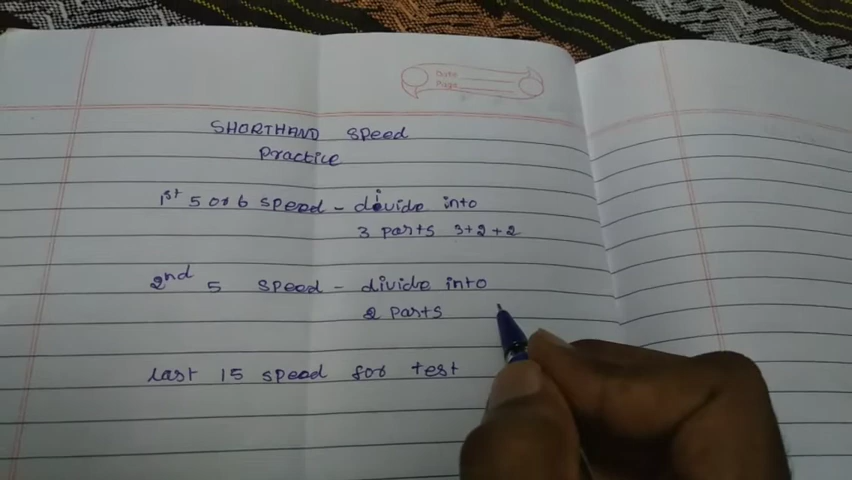 Date
Page
SHORTHAND Speed
Practice
1st 5 or 6 speed - divide into
3 parts 3+2+2
2nd 5 speed - divide into
2 parts
Last 15 speed for test